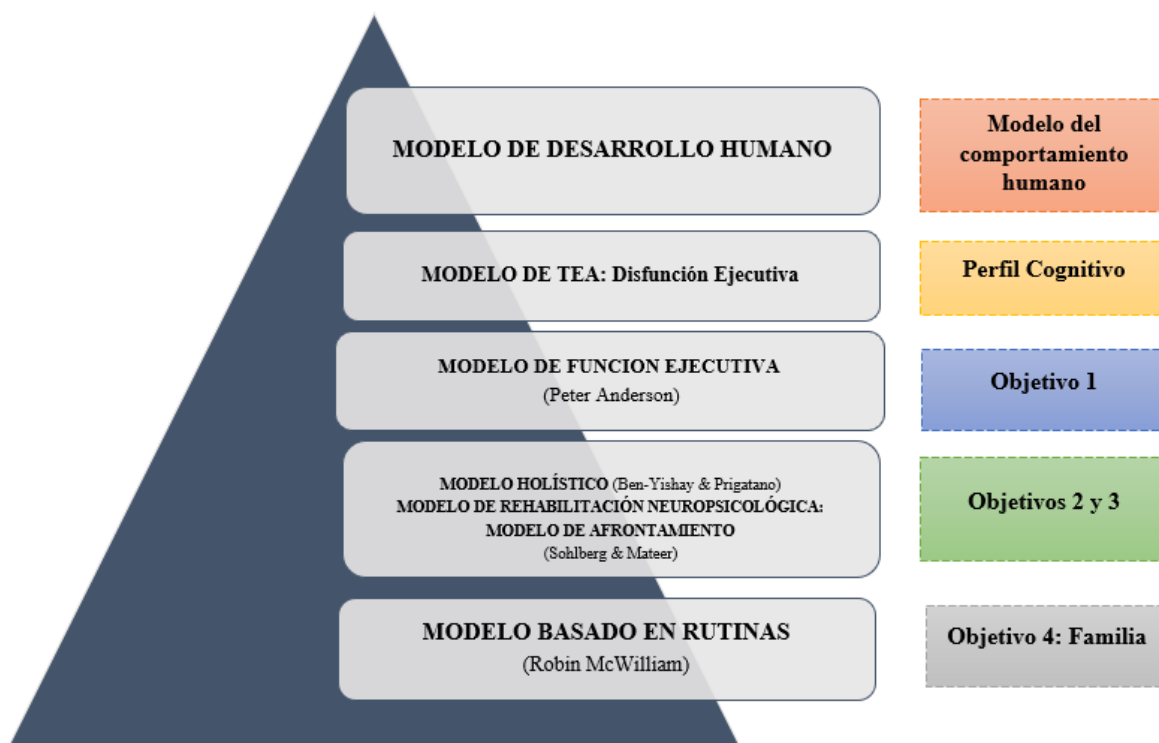 MODELO DE DESARROLLO HUMANO
Modelo del
comportamiento
humano
MODELO DE TEA: Disfunción Ejecutiva
Perfil Cognitivo
MODELO DE FUNCION EJECUTIVA
(Peter Anderson)
Objetivo 1
MODELO HOLÍSTICO (Ben-Yishay & Prigatano)
MODELO DE REHABILITACIÓN NEUROPSICOLÓGICA:
MODELO DE AFRONTAMIENTO
(Sohlberg & Mateer)
Objetivos 2 y 3
MODELO BASADO EN RUTINAS
(Robin McWilliam)
Objetivo 4: Familia